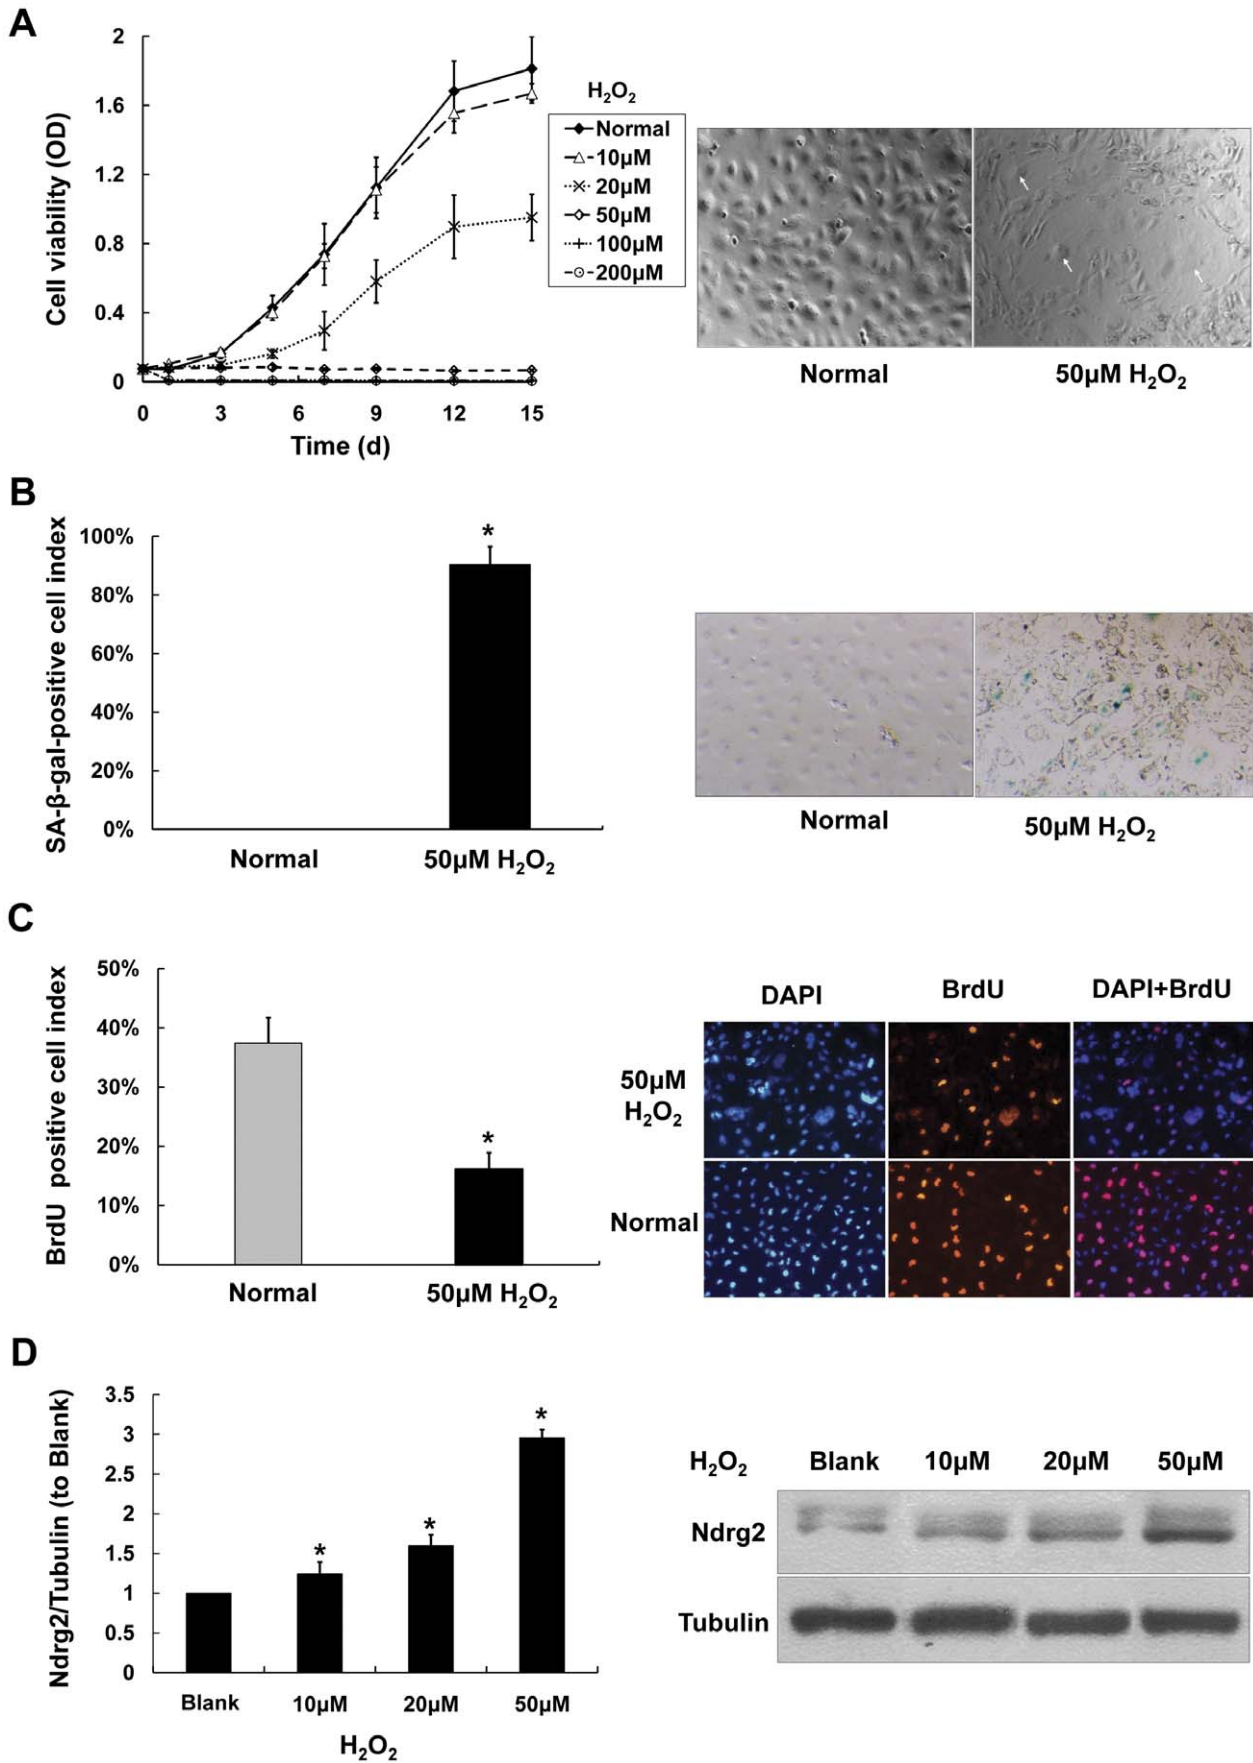 A
Cell viability (OD)
2
1.6
1.2
0.8
0.4
0
0 3 6 9 12 15
Time (d)
H₂O₂
Normal
10μM
20μM
50μM
100μM
200μM
Normal
50μM H₂O₂
B
SA-β-gal-positive cell index
100%
80%
60%
40%
20%
0%
*
Normal
50μM H₂O₂
Normal
50μM H₂O₂
C
BrdU positive cell index
50%
40%
30%
20%
10%
0%
*
Normal
50μM H₂O₂
DAPI
BrdU
DAPI+BrdU
50μM
H₂O₂
Normal
D
Ndrg2/Tubulin (to Blank)
3.5
3
2.5
2
1.5
1
0.5
0
*
*
*
Blank
10μM
20μM
50μM
H₂O₂
H₂O₂ Blank 10μM 20μM 50μM
Ndrg2
Tubulin